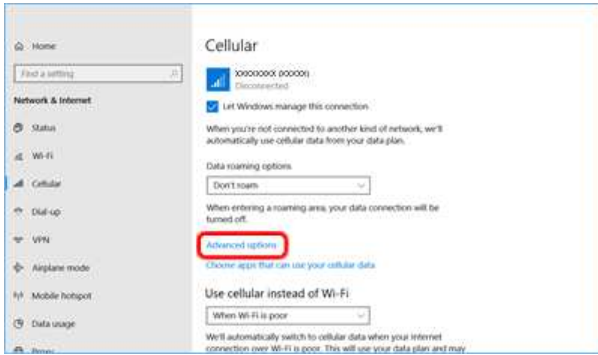 Home
Find a setting
Network & Internet
Status
Wi-Fi
Cellular
Dial-up
VPN
Airplane mode
Mobile hotspot
Data usage
Proxy
Cellular
Disconnected
Let Windows manage this connection
When you're not connected to another kind of network, we'll
automatically use cellular data from your data plan.
Data roaming options
Don't roam
When entering a roaming area, your data connection will be
turned off.
Advanced options
Choose apps that can use your cellular data
Use cellular instead of Wi-Fi
When Wi-Fi is poor
We'll automatically switch to cellular data when your internet
connection over Wi-Fi is poor. This will use your data plan and may